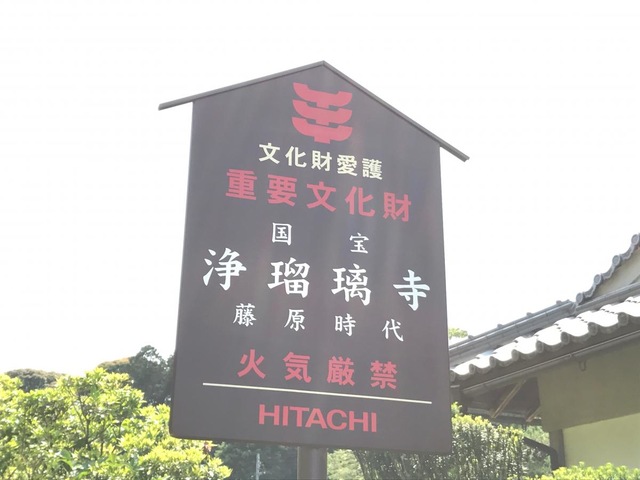 文化財愛護
重要文化財
国宝
浄瑠璃寺
藤原時代
火気厳禁
HITACHI